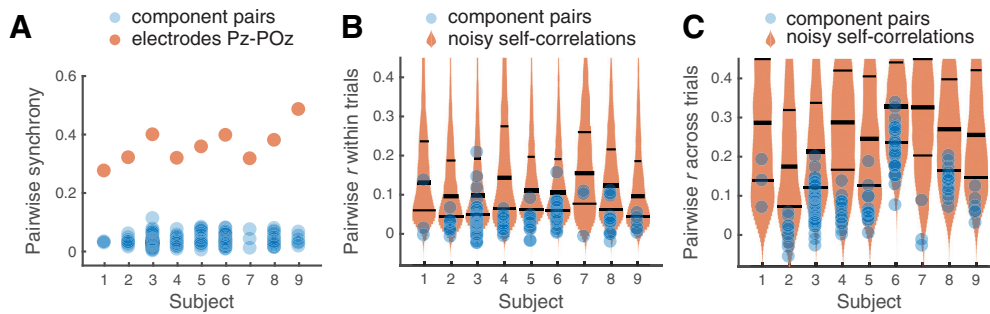 A
component pairs
electrodes Pz-POz
Pairwise synchrony
0.6
0.4
0.2
0
1 2 3 4 5 6 7 8 9
Subject
B
component pairs
noisy self-correlations
Pairwise r within trials
0.4
0.3
0.2
0.1
0
1 2 3 4 5 6 7 8 9
Subject
C
component pairs
noisy self-correlations
Pairwise r across trials
0.4
0.3
0.2
0.1
0
1 2 3 4 5 6 7 8 9
Subject